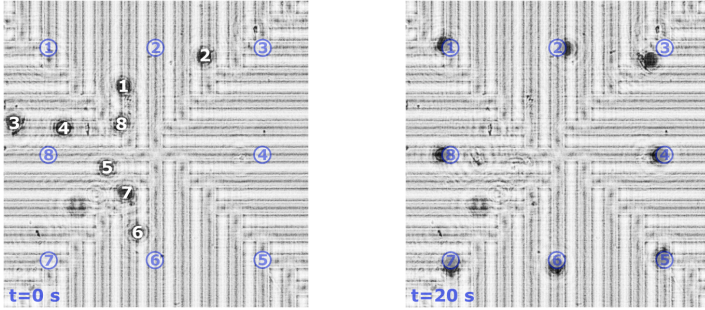 ① ② ③
2
1
3 4 8
⑧ ④
5
7
6
⑦ ⑥ ⑤
t=0 s
① ② ③
⑧ ④
⑦ ⑥ ⑤
t=20 s